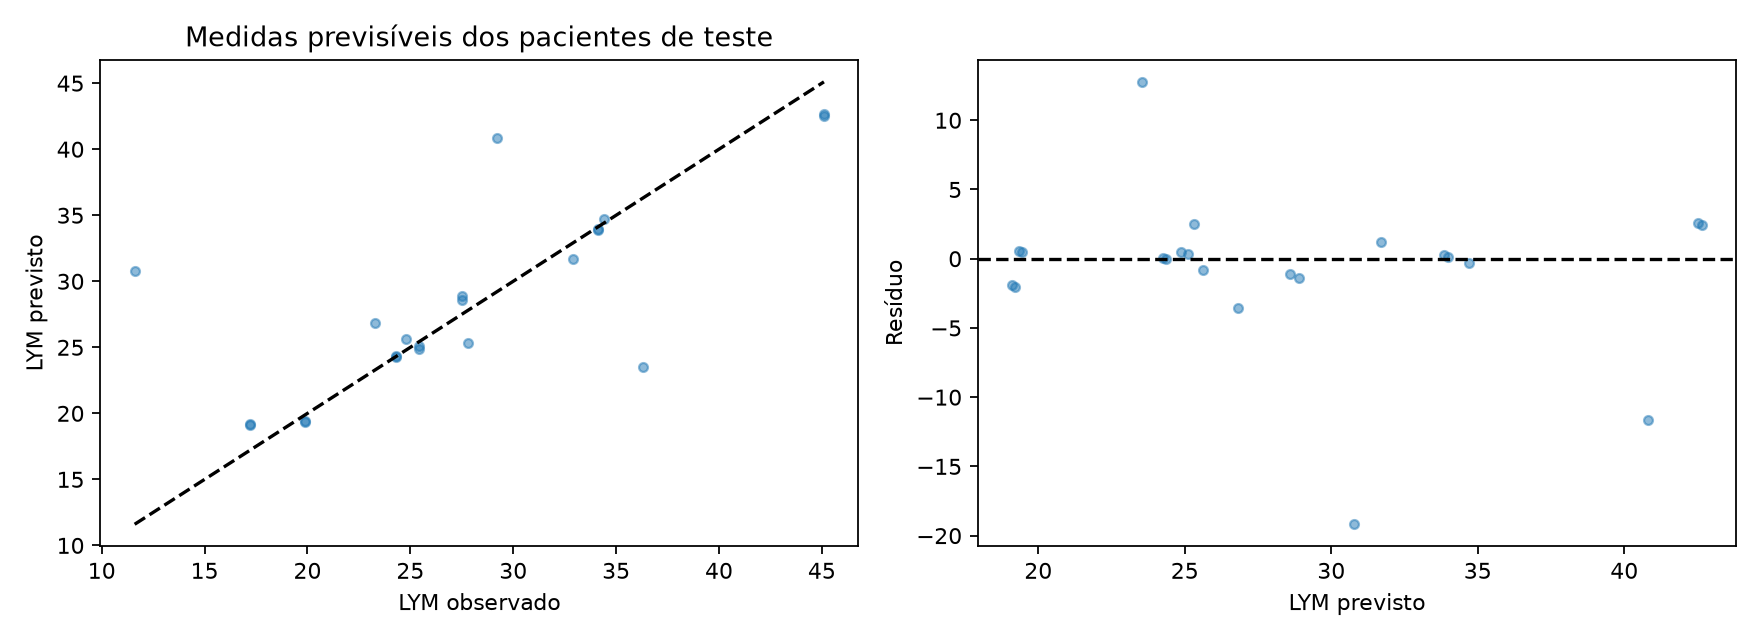 Medidas previsíveis dos pacientes de teste
45
40
35
30
25
20
15
10
LYM previsto
10 15 20 25 30 35 40 45
LYM observado
10
5
0
−5
−10
−15
−20
Resíduo
20 25 30 35 40
LYM previsto